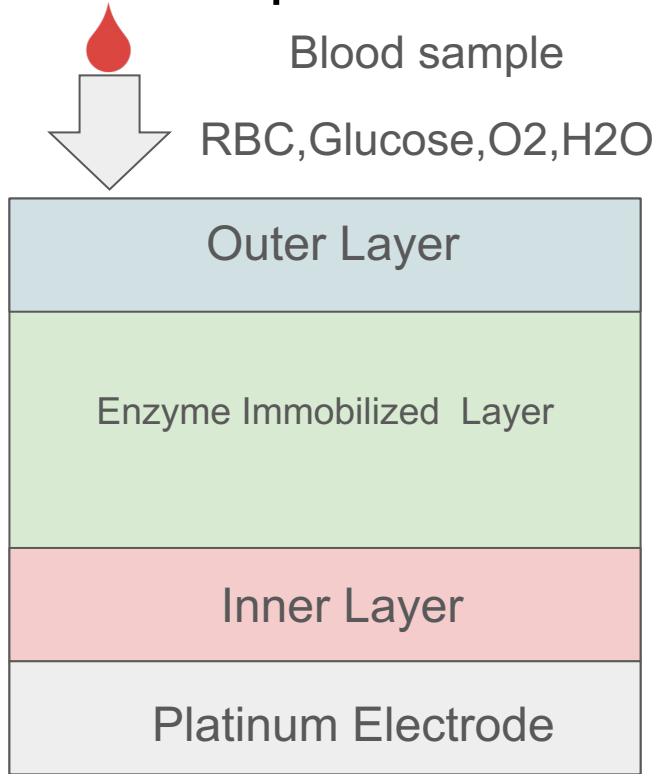 Blood sample
RBC,Glucose,O2,H2O
Outer Layer
Enzyme Immobilized Layer
Inner Layer
Platinum Electrode